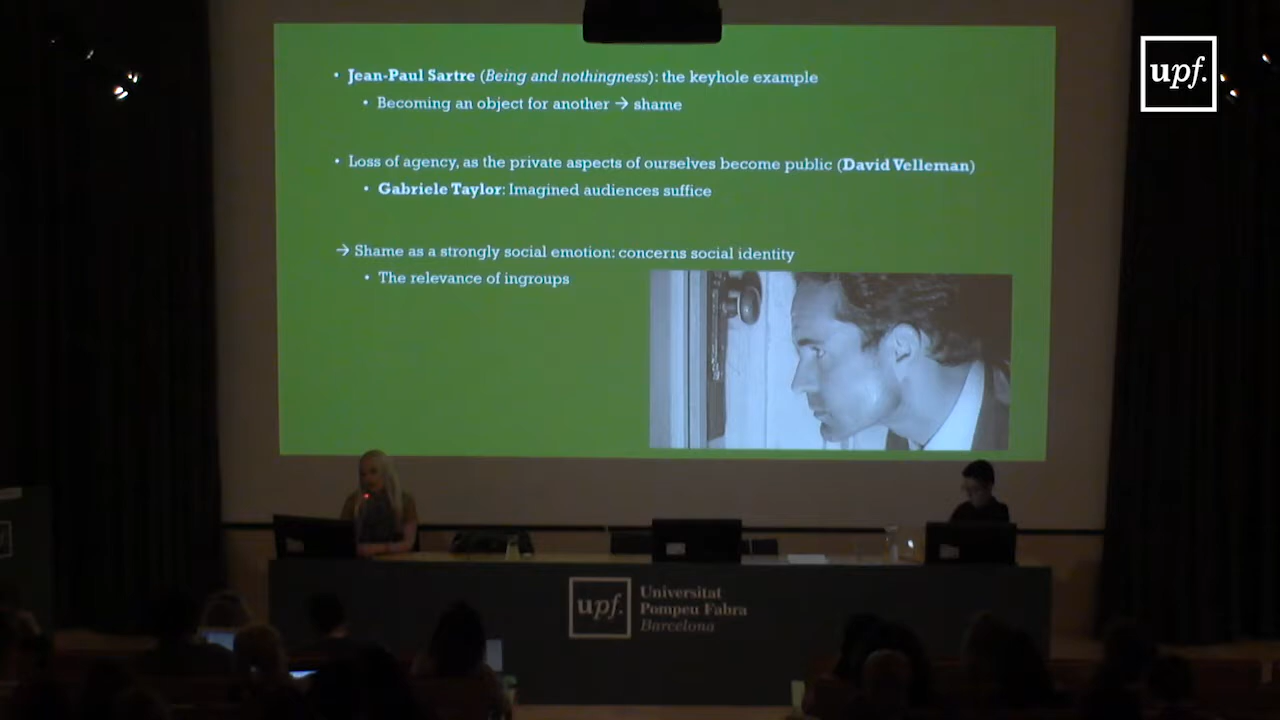 upf.
• Jean-Paul Sartre (Being and nothingness): the keyhole example
• Becoming an object for another → shame
• Loss of agency, as the private aspects of ourselves become public (David Velleman)
• Gabriele Taylor: Imagined audiences suffice
→ Shame as a strongly social emotion: concerns social identity
• The relevance of ingroups
upf.
Universitat
Pompeu Fabra
Barcelona